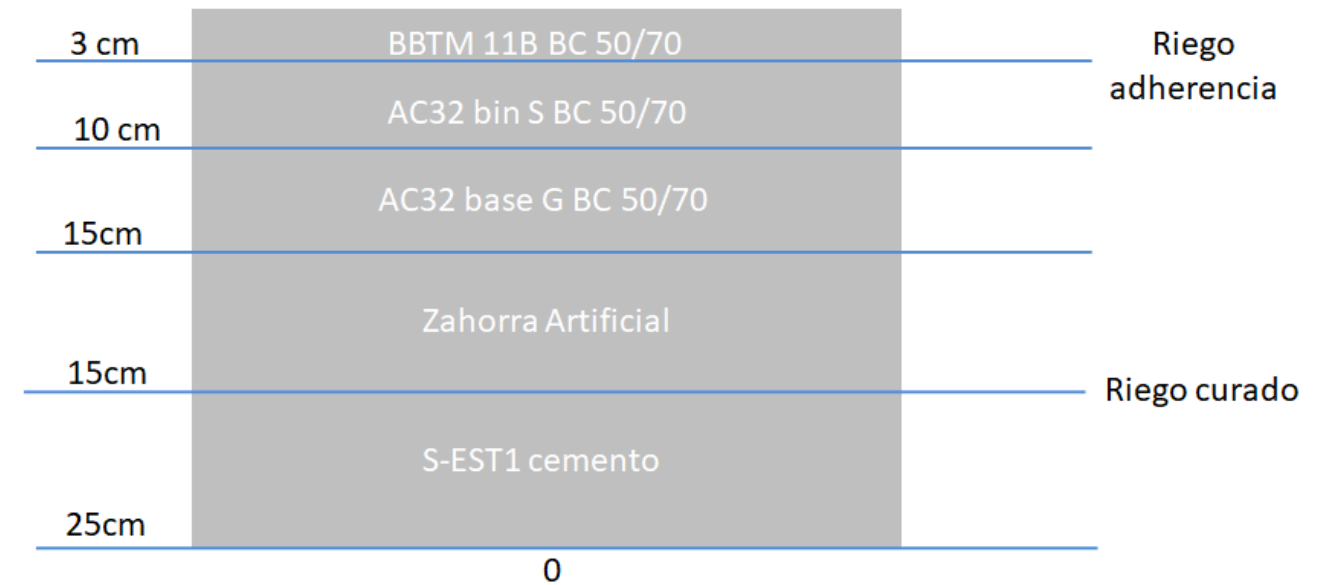 3 cm
BBTM 11B BC 50/70
Riego
adherencia
AC32 bin S BC 50/70
10 cm
AC32 base G BC 50/70
15cm
Zahorra Artificial
15cm
Riego curado
S-EST1 cemento
25cm
0